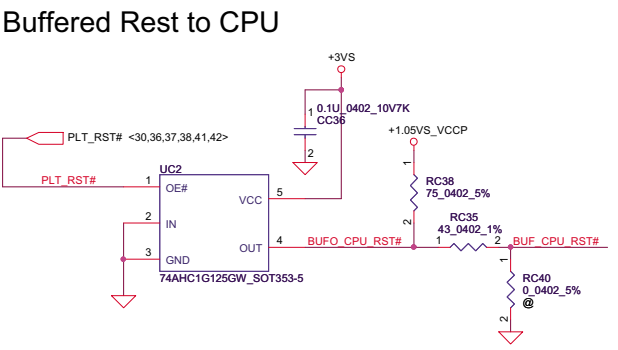 Buffered Rest to CPU
+3VS
1
0.1U_0402_10V7K
CC36
2
+1.05VS_VCCP
PLT_RST# <30,36,37,38,41,42>
UC2
PLT_RST#
1
OE#
VCC
5
1
RC38
75_0402_5%
2
2
IN
RC35
43_0402_1%
3
GND
OUT
4
BUFO_CPU_RST#
1
2
BUF_CPU_RST#
74AHC1G125GW_SOT353-5
1
RC40
0_0402_5%
@
2